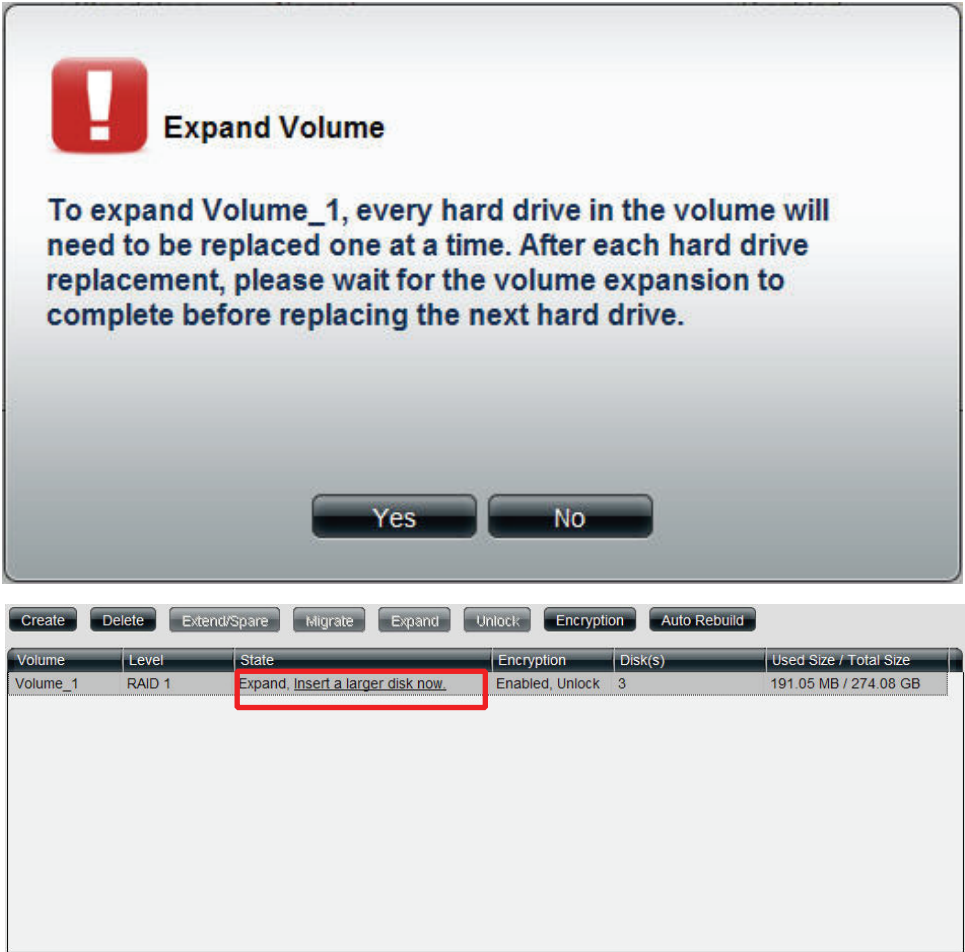 Expand Volume
To expand Volume_1, every hard drive in the volume will
need to be replaced one at a time. After each hard drive
replacement, please wait for the volume expansion to
complete before replacing the next hard drive.
Yes No
Create Delete Extend/Spare Migrate Expand Unlock Encryption Auto Rebuild
Volume Level State Encryption Disk(s) Used Size / Total Size
Volume_1 RAID 1 Expand, Insert a larger disk now. Enabled, Unlock 3 191.05 MB / 274.08 GB